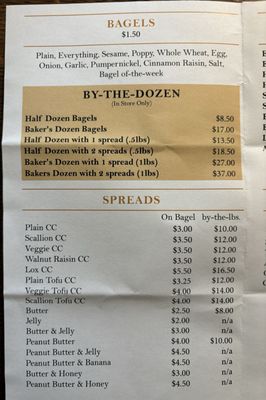 BAGELS
$1.50
Plain, Everything, Sesame, Poppy, Whole Wheat, Egg,
Onion, Garlic, Pumpernickel, Cinnamon Raisin, Salt,
Bagel of-the-week
BY-THE-DOZEN
(In Store Only)
Half Dozen Bagels $8.50
Baker's Dozen Bagels $17.00
Half Dozen with 1 spread (.5lbs) $13.50
Half Dozen with 2 spreads (.5lbs) $18.50
Baker's Dozen with 1 spread (1lbs) $27.00
Bakers Dozen with 2 spreads (1lbs) $37.00
SPREADS
On Bagel by-the-lbs.
Plain CC $3.00 $10.00
Scallion CC $3.50 $12.00
Veggie CC $3.50 $12.00
Walnut Raisin CC $3.50 $12.00
Lox CC $5.50 $16.50
Plain Tofu CC $3.25 $12.00
Veggie Tofu CC $4.00 $14.00
Scallion Tofu CC $4.00 $14.00
Butter $2.50 $8.00
Jelly $2.00 n/a
Butter & Jelly $3.00 n/a
Peanut Butter $4.00 $10.00
Peanut Butter & Jelly $4.50 n/a
Peanut Butter & Banana $4.50 n/a
Butter & Honey $3.00 n/a
Peanut Butter & Honey $4.50 n/a